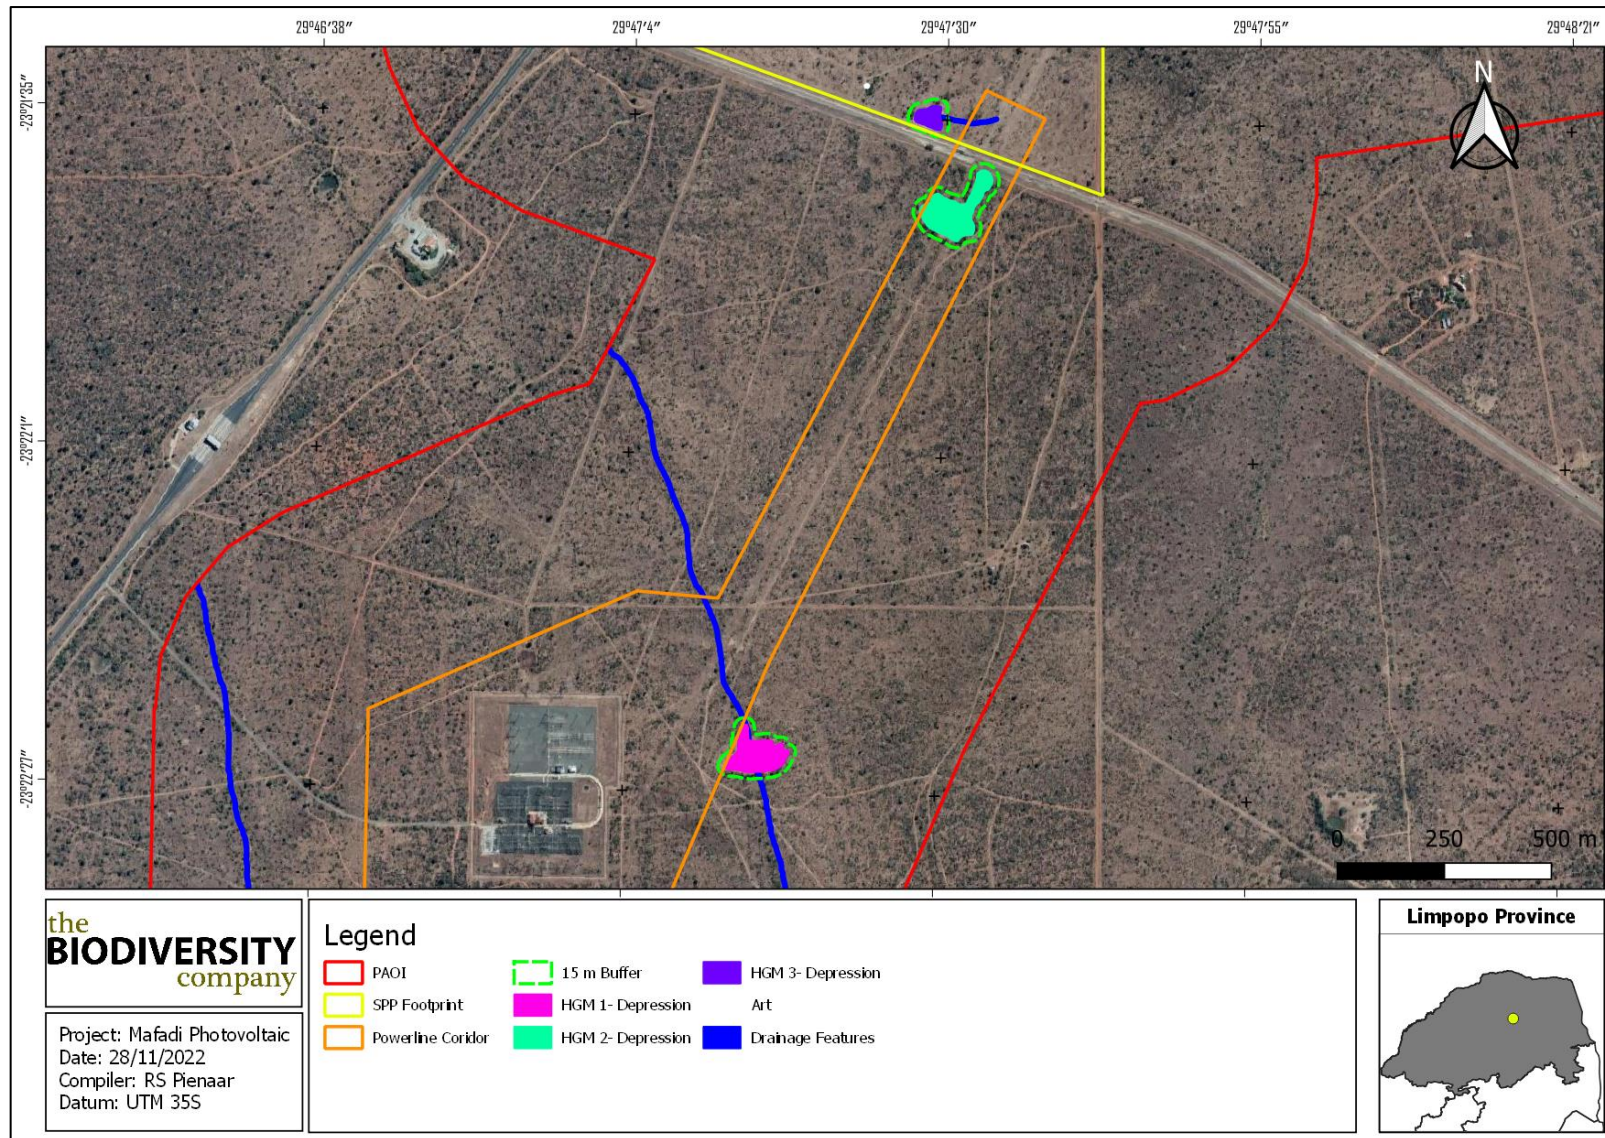 29°46'38" 29°47'4" 29°47'30" 29°47'55" 29°48'21"
-23°21'35"
-23°22'1"
-23°22'27"
N
0 250 500 m
the
BIODIVERSITY
company
Project: Mafadi Photovoltaic
Date: 28/11/2022
Compiler: RS Pienaar
Datum: UTM 35S
Legend
PAOI
SPP Footprint
Powerline Coridor
15 m Buffer
HGM 1- Depression
HGM 2- Depression
HGM 3- Depression
Art
Drainage Features
Limpopo Province